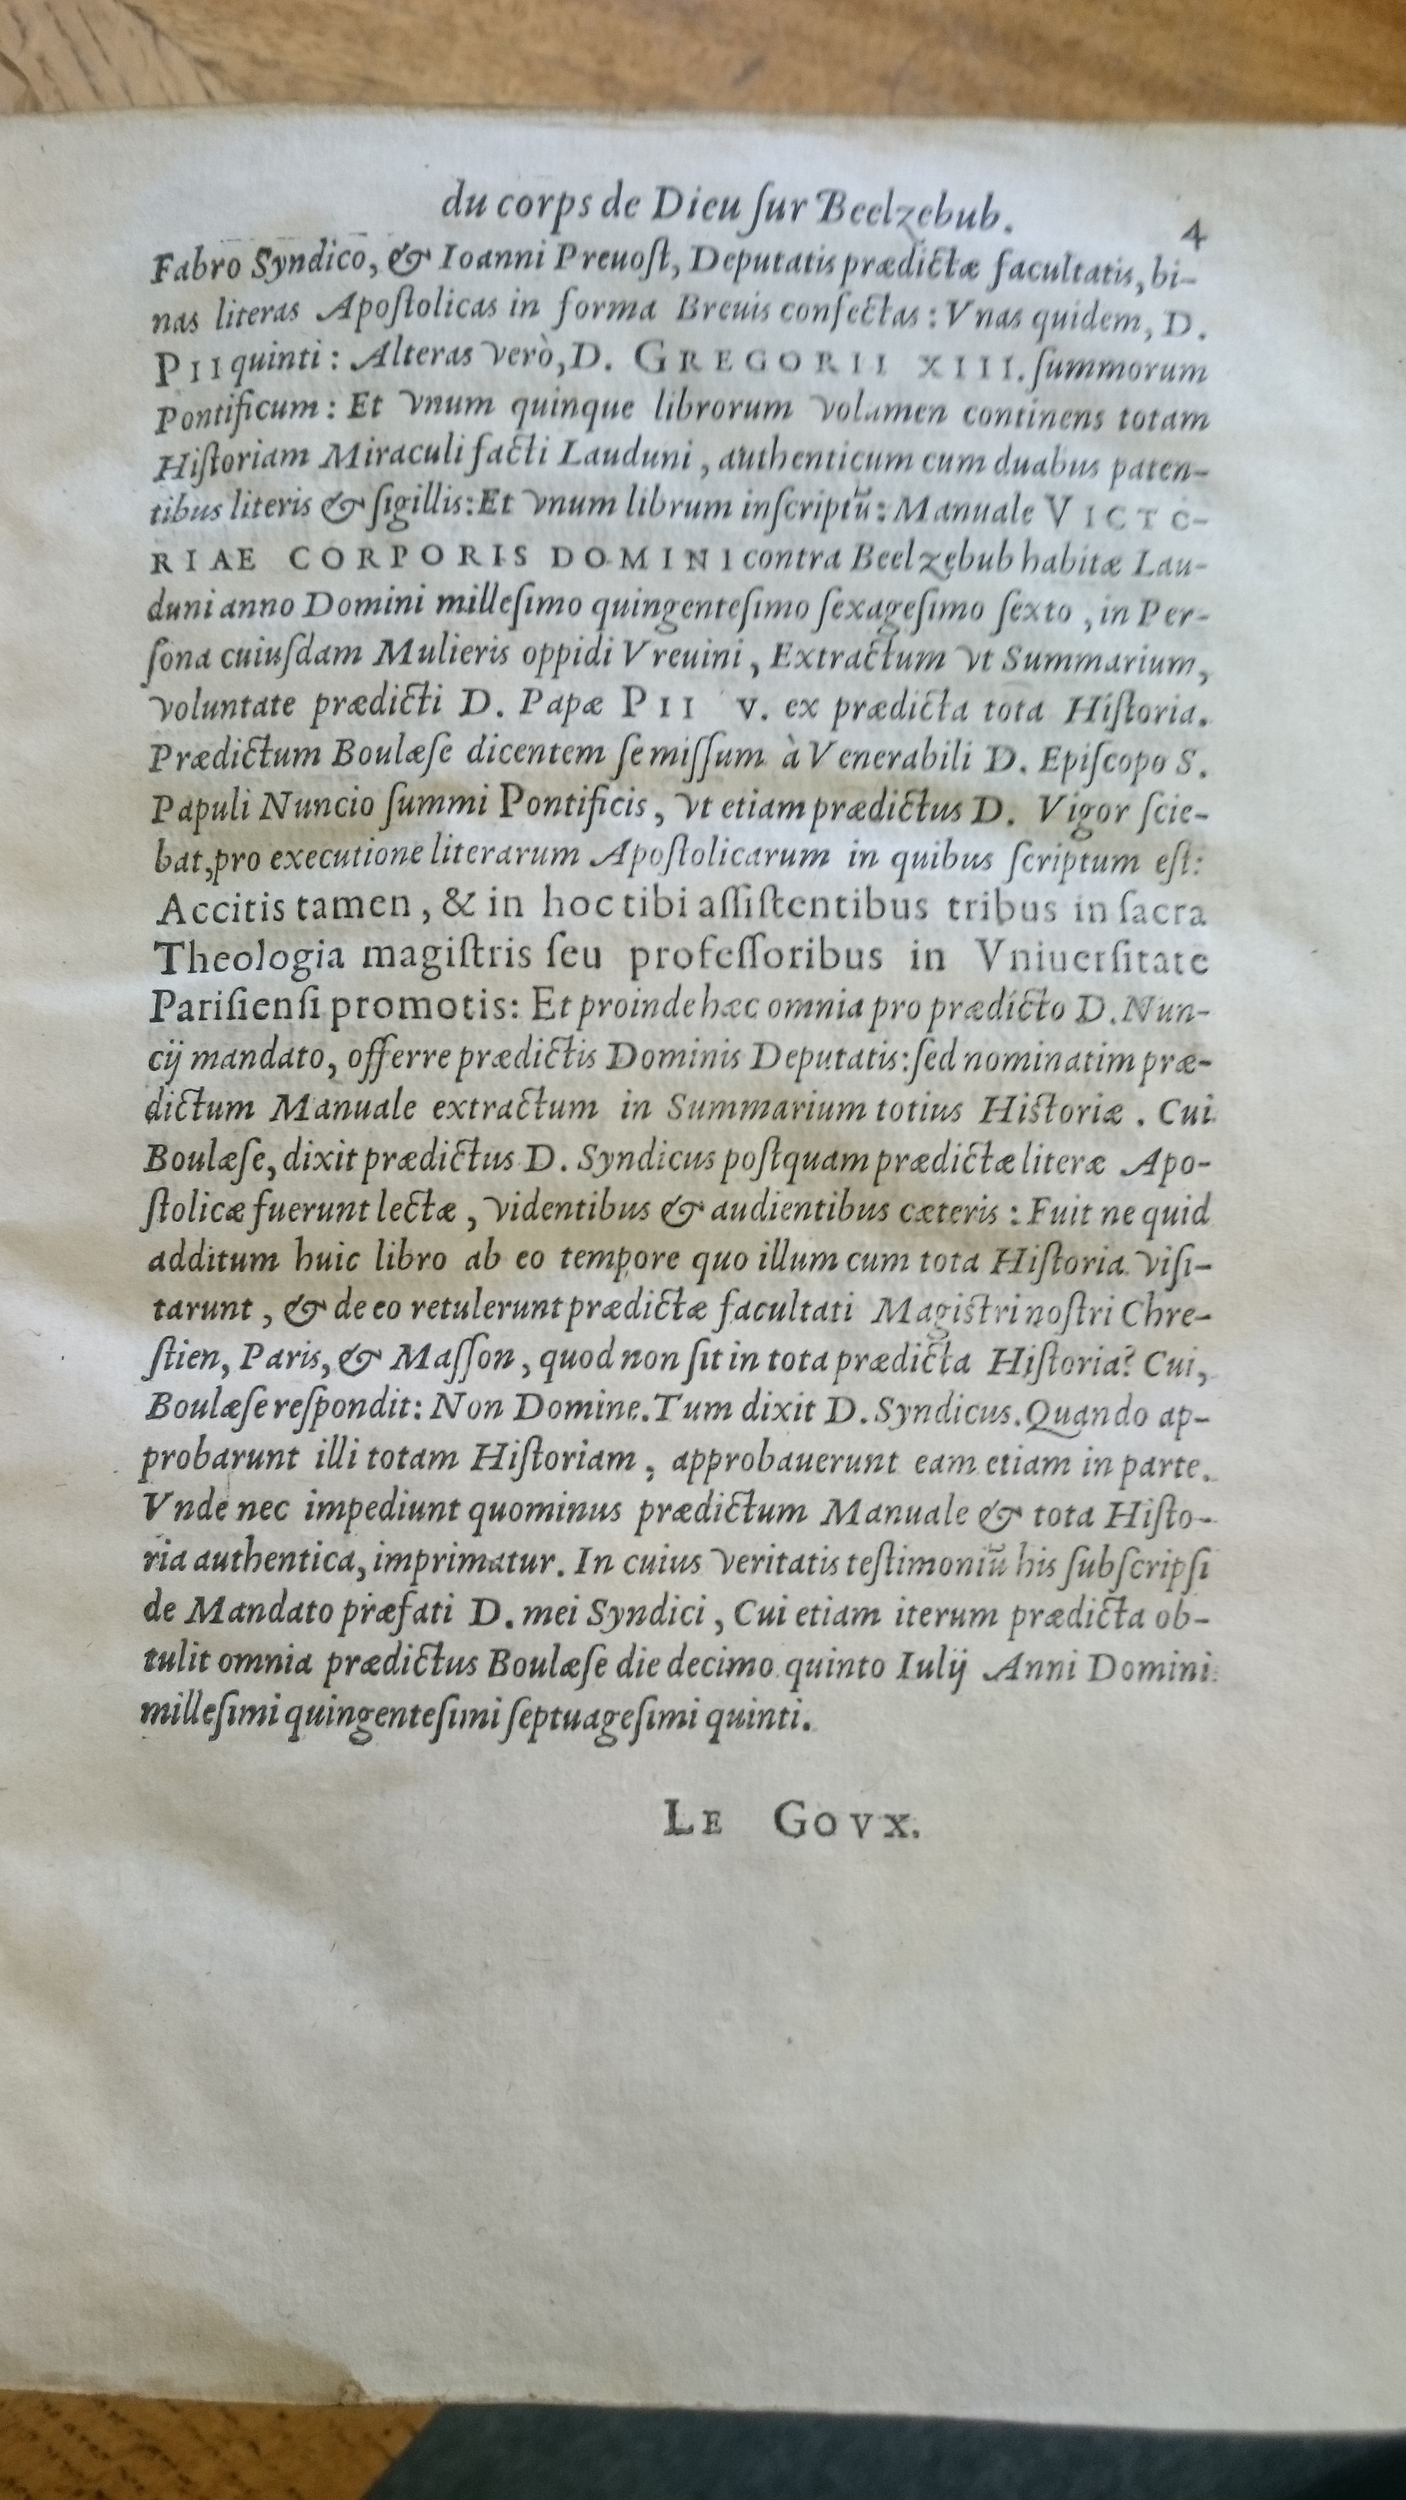 du corps de Dieu ſur Beelzebub.
4
Fabro Syndico, & Ioanni Preuoſt, Deputatis prædictæ facultatis, bi-
nas literas Apoſtolicas in forma Breuis confectas : Vnas quidem, D.
PII quinti : Alteras verò, D. GREGORII XIII. ſummorum
Pontificum : Et vnum quinque librorum volumen continens totam
Hiſtoriam Miraculi facti Lauduni, authenticum cum duabus paten-
tibus literis & ſigillis: Et vnum librum inſcriptũ: Manuale VICTO-
RIAE CORPORIS DOMINI contra Beelzebub habitæ Lau-
duni anno Domini milleſimo quingenteſimo ſexageſimo ſexto, in Per-
ſona cuiuſdam Mulieris oppidi Vreuini, Extractum vt Summarium,
voluntate prædicti D. Papæ PII V. ex prædicta tota Hiſtoria.
Prædictum Boulæſe dicentem ſe miſſum à Venerabili D. Epiſcopo S.
Papuli Nuncio ſummi Pontificis, vt etiam prædictus D. Vigor ſcie-
bat, pro executione literarum Apoſtolicarum in quibus ſcriptum eſt:
Accitis tamen, & in hoc tibi aſſiſtentibus tribus in ſacra
Theologia magiſtris ſeu profeſſoribus in Vniuerſitate
Pariſienſi promotis: Et proinde hæc omnia pro prædicto D. Nun-
cij mandato, offerre prædictis Dominis Deputatis: ſed nominatim præ-
dictum Manuale extractum in Summarium totius Hiſtoriæ. Cui
Boulæſe, dixit prædictus D. Syndicus poſtquam prædictæ literæ Apo-
ſtolicæ fuerunt lectæ, videntibus & audientibus cæteris : Fuit ne quid
additum huic libro ab eo tempore quo illum cum tota Hiſtoria viſi-
tarunt, & de eo retulerunt prædictæ facultati Magiſtri noſtri Chre-
ſtien, Paris, & Maſſon, quod non ſit in tota prædicta Hiſtoria? Cui,
Boulæſe reſpondit: Non Domine. Tum dixit D. Syndicus. Quando ap-
probarunt illi totam Hiſtoriam, approbauerunt eam etiam in parte.
Vnde nec impediunt quominus prædictum Manuale & tota Hiſto-
ria authentica, imprimatur. In cuius veritatis teſtimoniũ his ſubſcripſi
de Mandato præfati D. mei Syndici, Cui etiam iterum prædicta ob-
tulit omnia prædictus Boulæſe die decimo quinto Iulij Anni Domini
milleſimi quingenteſimi ſeptuageſimi quinti.
LE GOVX.